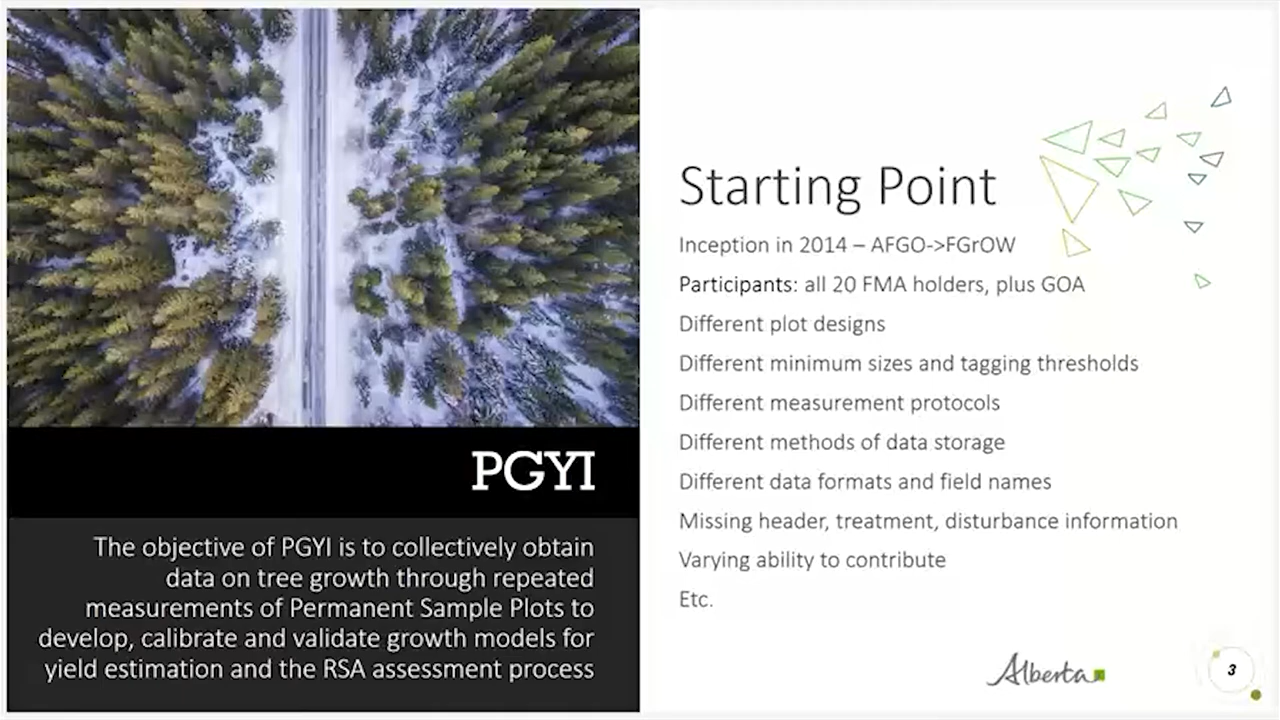 PGYI
The objective of PGYI is to collectively obtain
data on tree growth through repeated
measurements of Permanent Sample Plots to
develop, calibrate and validate growth models for
yield estimation and the RSA assessment process
Starting Point
Inception in 2014 – AFGO->FGrOW
Participants: all 20 FMA holders, plus GOA
Different plot designs
Different minimum sizes and tagging thresholds
Different measurement protocols
Different methods of data storage
Different data formats and field names
Missing header, treatment, disturbance information
Varying ability to contribute
Etc.
Alberta
3